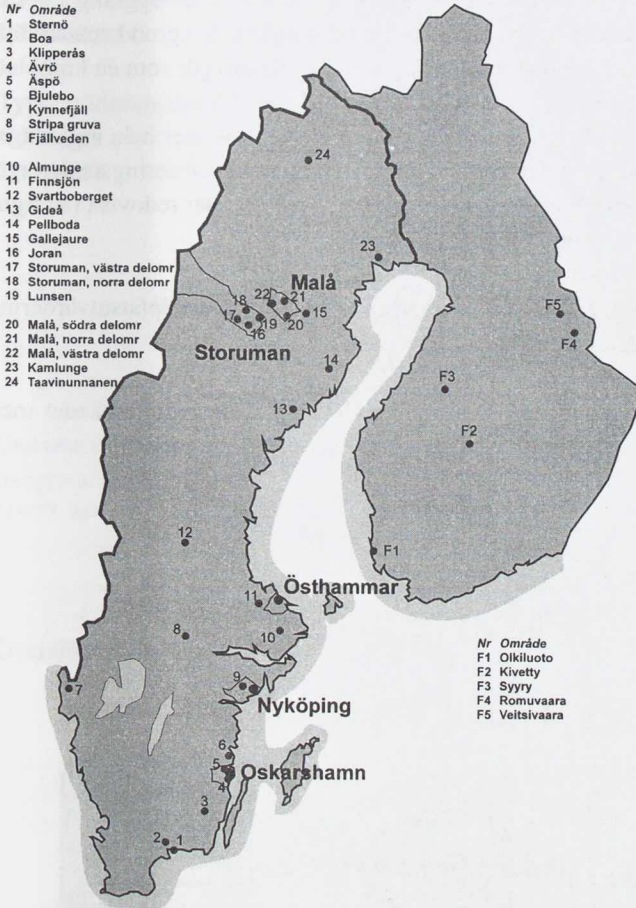 Nr Område
1 Sternö
2 Boa
3 Klipperås
4 Ävrö
5 Äspö
6 Bjulebo
7 Kynnefjäll
8 Stripa gruva
9 Fjällveden
10 Almunge
11 Finnsjön
12 Svartboberget
13 Gideå
14 Pellboda
15 Gallejaure
16 Joran
17 Storuman, västra delomr
18 Storuman, norra delomr
19 Lunsen
20 Malå, södra delomr
21 Malå, norra delomr
22 Malå, västra delomr
23 Kamlunge
24 Taavinunnanen
24
23
Malå
22
21
18
15
17
19
20
16
Storuman
14
13
F5
F4
F3
F2
F1
12
Östhammar
11
10
8
7
9
Nyköping
6
5
Oskarshamn
4
3
2
1
Nr Område
F1 Olkiluoto
F2 Kivetty
F3 Syyry
F4 Romuvaara
F5 Veitsivaara